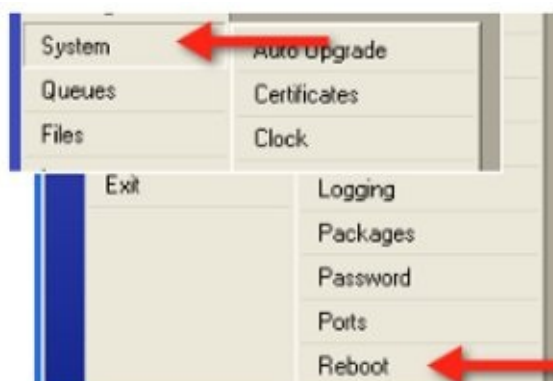 System
Auto Upgrade
Queues
Certificates
Files
Clock
Exit
Logging
Packages
Password
Ports
Reboot